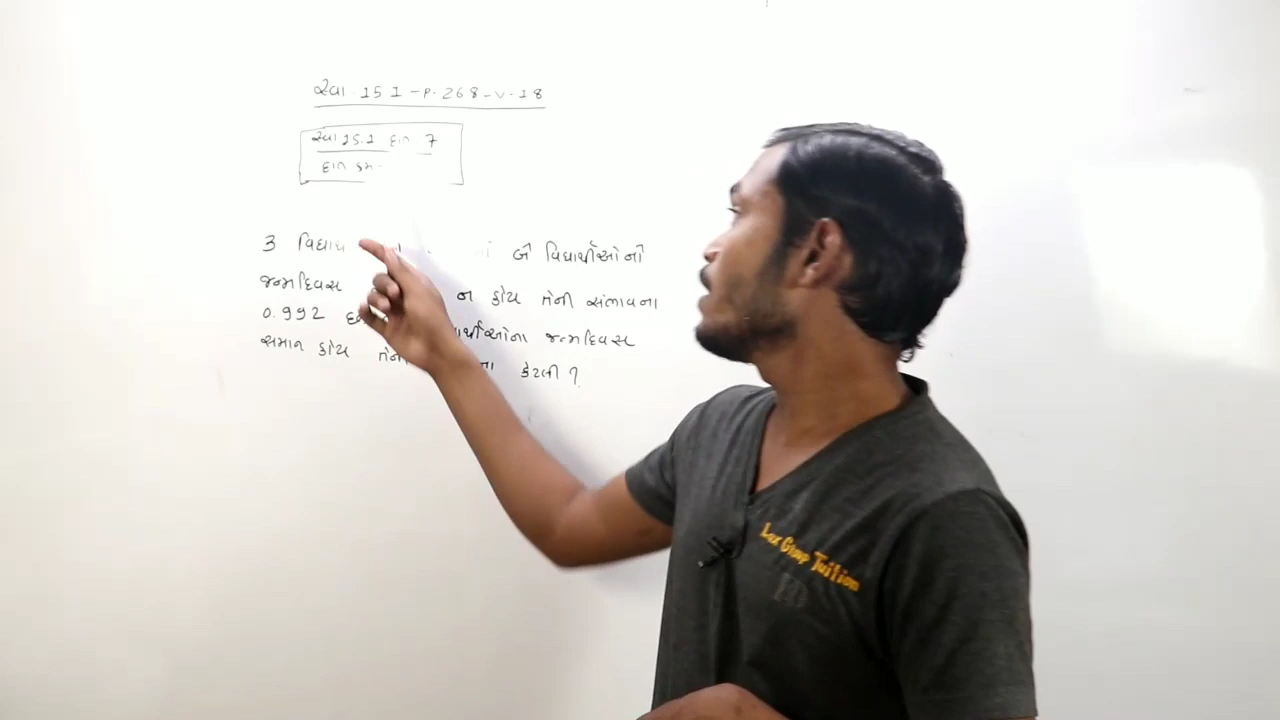 સ્વા 15.1 - P. 268 - V - 18
સ્વા 15.1 દાખ 7
દાખ ક્રમ -
3 વિદ્યાર્થ બે વિદ્યાર્થીઓનો
જન્મદિવસ ન હોય તેની સંભાવના
0.992 ર્થીઓના જન્મદિવસ
સમાન હોય તેની ના કેટલી ?
Lux Group Tuition